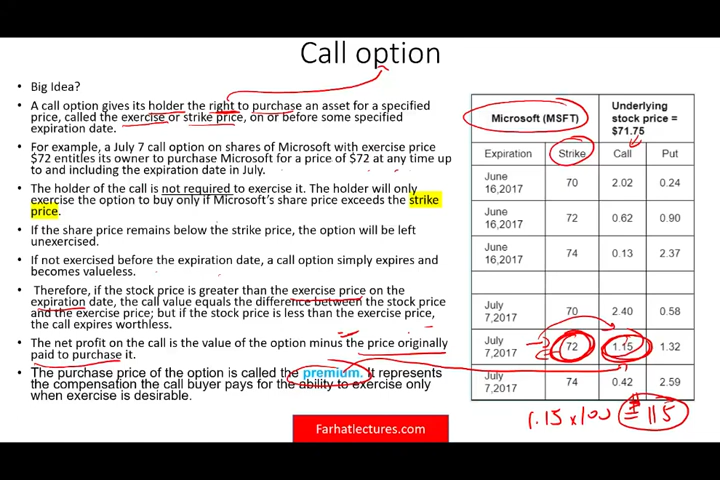 Call option
• Big Idea?
• A call option gives its holder the right to purchase an asset for a specified
price, called the exercise or strike price, on or before some specified
expiration date.
• For example, a July 7 call option on shares of Microsoft with exercise price
$72 entitles its owner to purchase Microsoft for a price of $72 at any time up
to and including the expiration date in July.
• The holder of the call is not required to exercise it. The holder will only
exercise the option to buy only if Microsoft's share price exceeds the strike
price.
• If the share price remains below the strike price, the option will be left
unexercised.
• If not exercised before the expiration date, a call option simply expires and
becomes valueless.
• Therefore, if the stock price is greater than the exercise price on the
expiration date, the call value equals the difference between the stock price
and the exercise price; but if the stock price is less than the exercise price,
the call expires worthless.
• The net profit on the call is the value of the option minus the price originally
paid to purchase it.
• The purchase price of the option is called the premium. It represents
the compensation the call buyer pays for the ability to exercise only
when exercise is desirable.
Microsoft (MSFT) Underlying
stock price =
$71.75
Expiration Strike Call Put
June
16,2017 70 2.02 0.24
June
16,2017 72 0.62 0.90
June
16,2017 74 0.13 2.37
July
7,2017 70 2.40 0.58
July
7,2017 72 1.15 1.32
July
7,2017 74 0.42 2.59
1.15 x 100 = 115
Farhatlectures.com